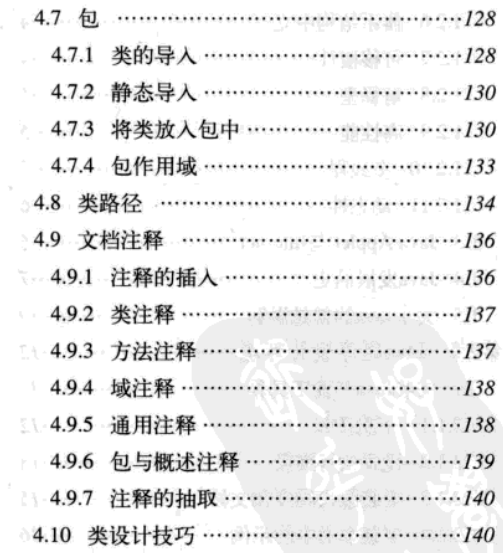 4.7 包 ……………………………………128
4.7.1 类的导入 …………………………128
4.7.2 静态导入 …………………………130
4.7.3 将类放入包中 ……………………130
4.7.4 包作用域 …………………………133
4.8 类路径 ………………………………134
4.9 文档注释 ……………………………136
4.9.1 注释的插入 ………………………136
4.9.2 类注释 ……………………………137
4.9.3 方法注释 …………………………137
4.9.4 域注释 ……………………………138
4.9.5 通用注释 …………………………138
4.9.6 包与概述注释 ……………………139
4.9.7 注释的抽取 ………………………140
4.10 类设计技巧 …………………………140